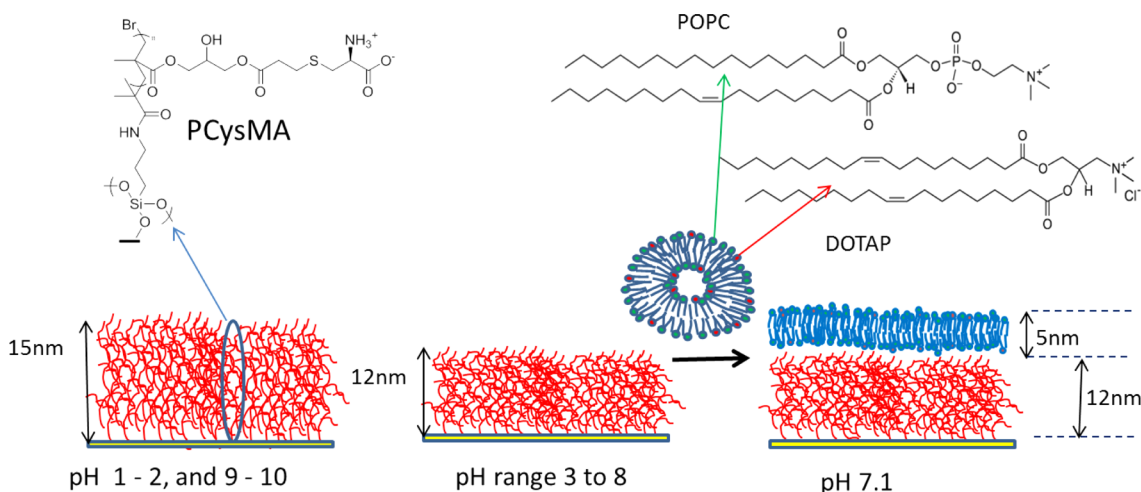 Br
n
OH
O
O
O
O
S
NH₃⁺
O⁻
O
O
O
HN
PCysMA
O
Si
O
O
POPC
O
O
O
O
H
O
P
O
O⁻
O
N⁺
O
O
O
O
H
N⁺
Cl⁻
DOTAP
15nm
12nm
5nm
12nm
pH 1 - 2, and 9 - 10
pH range 3 to 8
pH 7.1